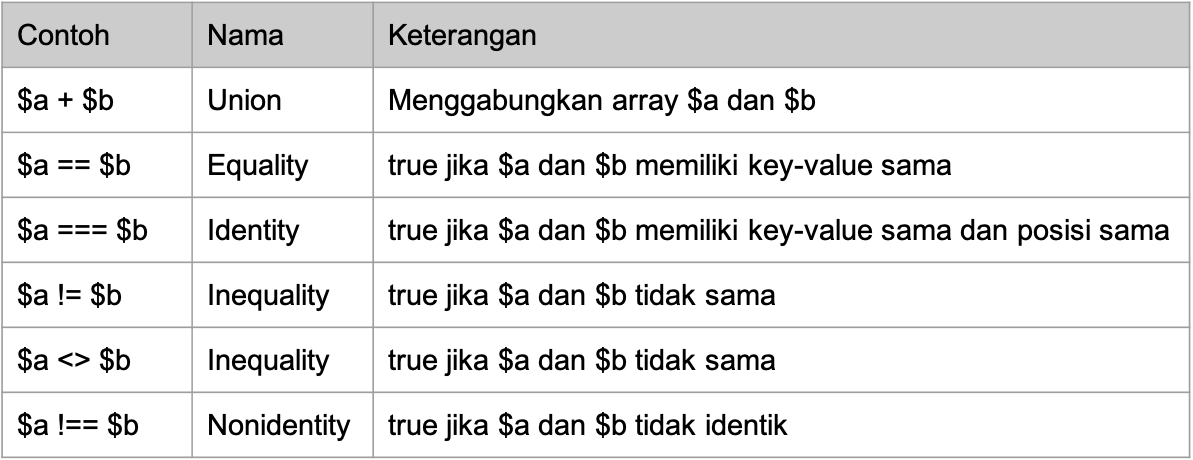 Contoh Nama Keterangan
$a + $b Union Menggabungkan array $a dan $b
$a == $b Equality true jika $a dan $b memiliki key-value sama
$a === $b Identity true jika $a dan $b memiliki key-value sama dan posisi sama
$a != $b Inequality true jika $a dan $b tidak sama
$a <> $b Inequality true jika $a dan $b tidak sama
$a !== $b Nonidentity true jika $a dan $b tidak identik